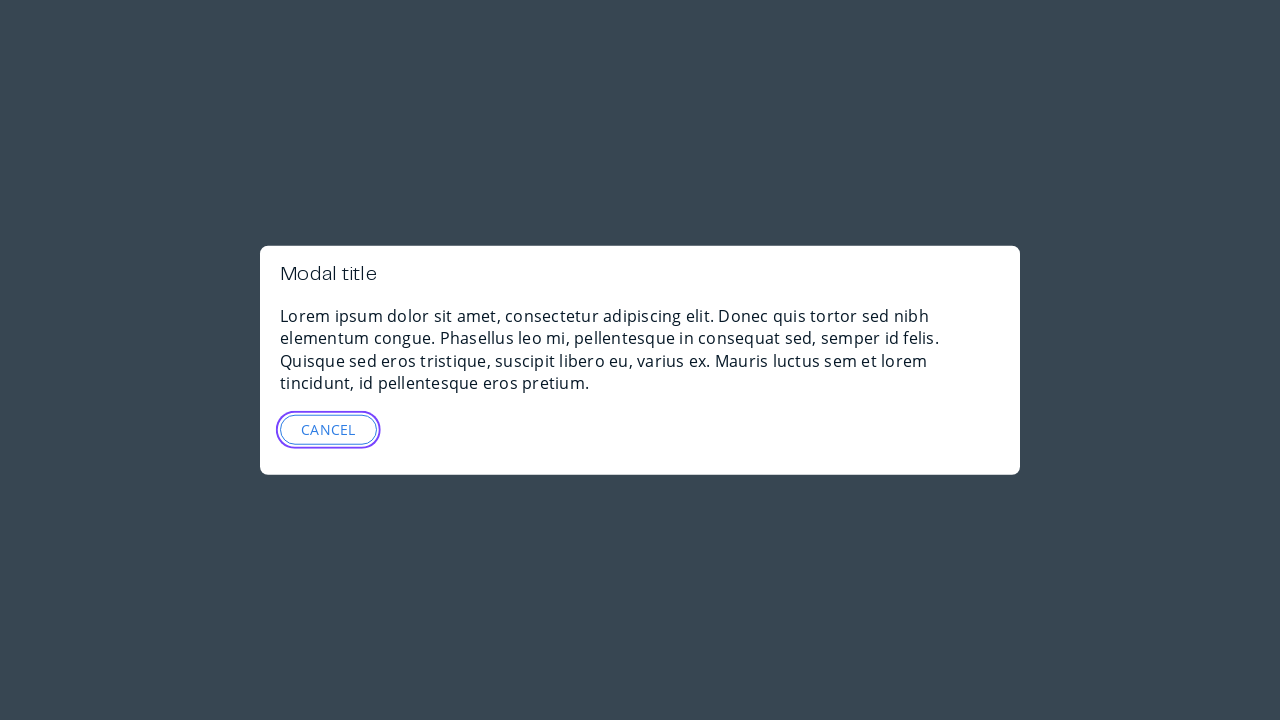 Modal title
Lorem ipsum dolor sit amet, consectetur adipiscing elit. Donec quis tortor sed nibh
elementum congue. Phasellus leo mi, pellentesque in consequat sed, semper id felis.
Quisque sed eros tristique, suscipit libero eu, varius ex. Mauris luctus sem et lorem
tincidunt, id pellentesque eros pretium.
CANCEL